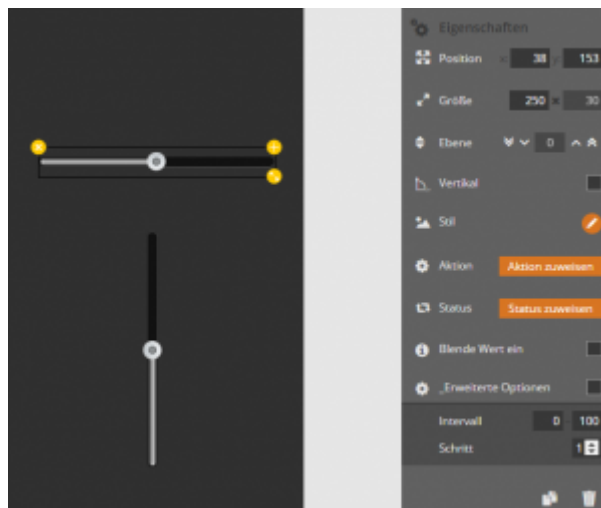 Eigenschaften
Position x: 38 y: 153
Größe 250 × 30
Ebene 0
Vertikal
Stil
Aktion Aktion zuweisen
Status Status zuweisen
Blende Wert ein
_Erweiterte Optionen
Intervall 0 100
Schritt 1